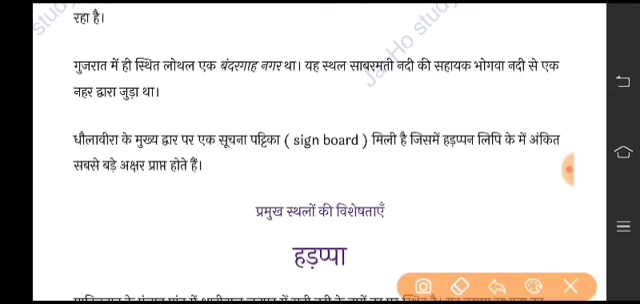 रहा है।
गुजरात में ही स्थित लोथल एक बंदरगाह नगर था। यह स्थल साबरमती नदी की सहायक भोगवा नदी से एक
नहर द्वारा जुड़ा था।
धौलावीरा के मुख्य द्वार पर एक सूचना पट्टिका ( sign board ) मिली है जिसमें हड़प्पन लिपि के में अंकित
सबसे बड़े अक्षर प्राप्त होते हैं।
प्रमुख स्थलों की विशेषताएँ
हड़प्पा